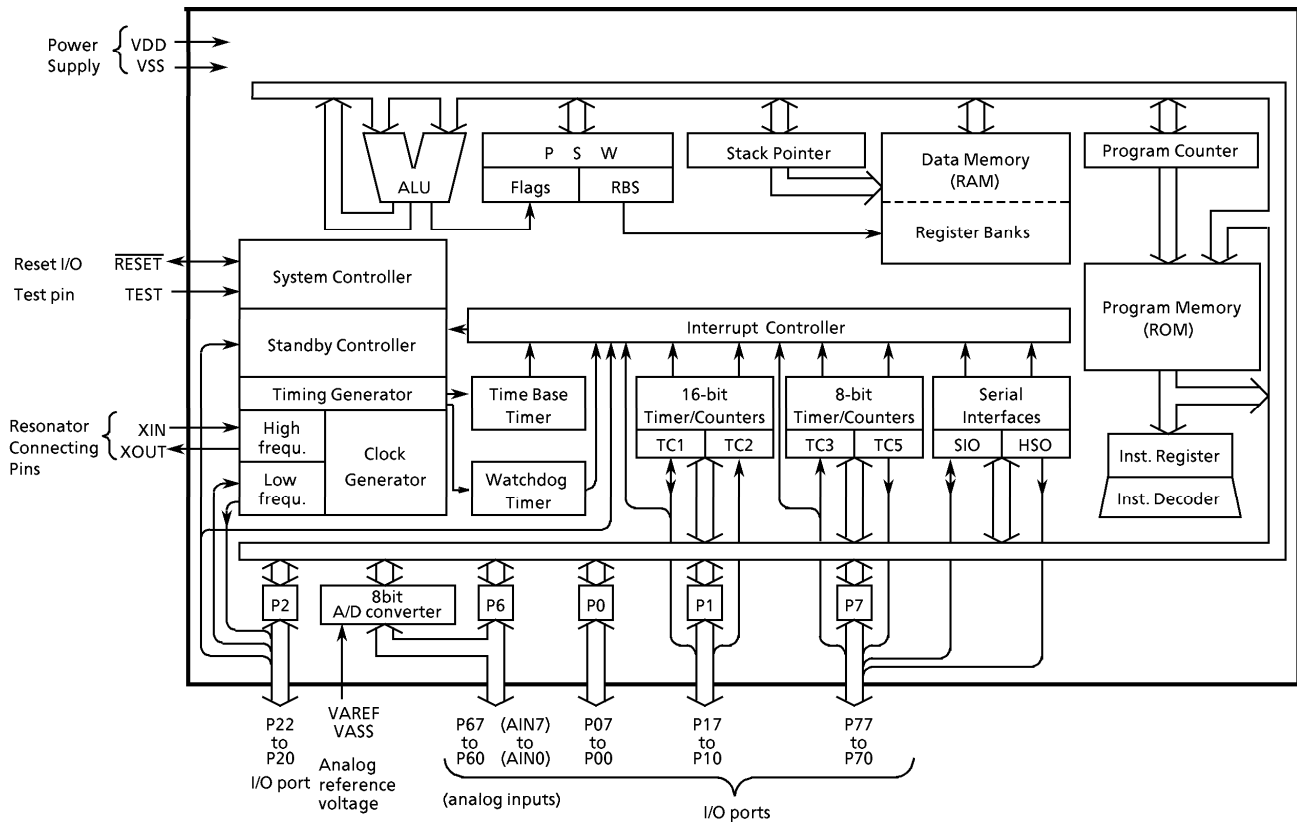 Power
Supply
VDD
VSS
P S W
Flags
RBS
ALU
Stack Pointer
Data Memory
(RAM)
Register Banks
Program Counter
Reset I/O
RESET
Test pin
TEST
System Controller
Standby Controller
Timing Generator
High
frequ.
Low
frequ.
Clock
Generator
Resonator
Connecting
Pins
XIN
XOUT
Interrupt Controller
Time Base
Timer
Watchdog
Timer
16-bit
Timer/Counters
TC1
TC2
8-bit
Timer/Counters
TC3
TC5
Serial
Interfaces
SIO
HSO
Program Memory
(ROM)
Inst. Register
Inst. Decoder
P2
8bit
A/D converter
P6
P0
P1
P7
P22
to
P20
I/O port
VAREF
VASS
Analog
reference
voltage
P67
to
P60
(AIN7)
to
(AIN0)
(analog inputs)
P07
to
P00
P17
to
P10
P77
to
P70
I/O ports